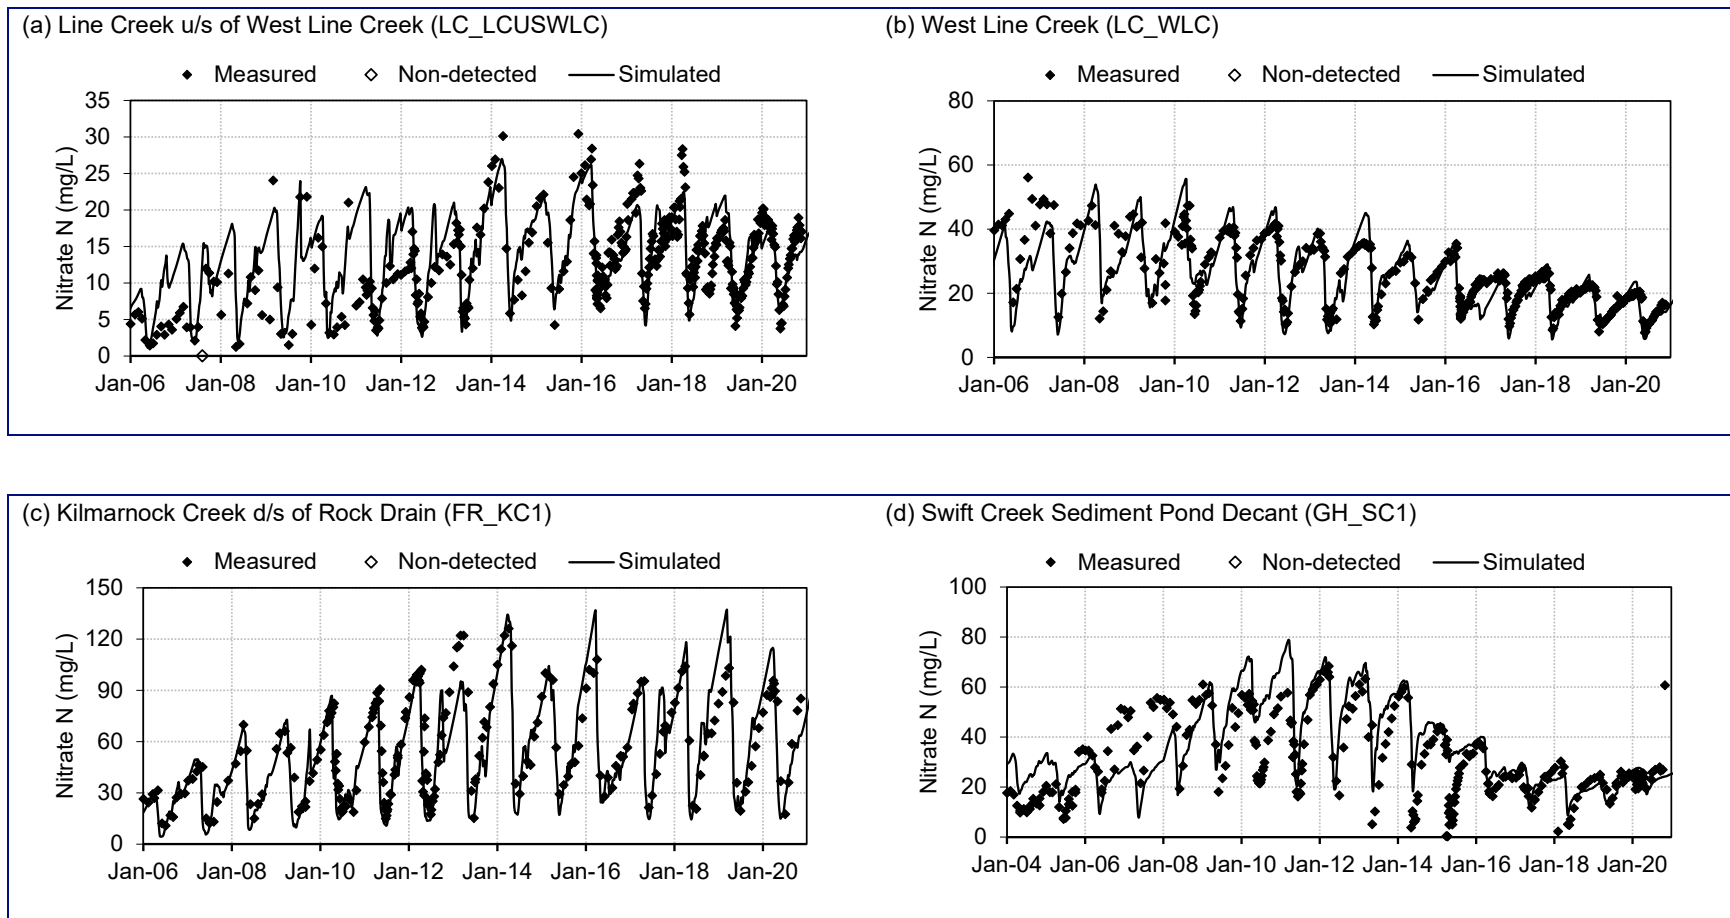 (a) Line Creek u/s of West Line Creek (LC_LCUSWLC)
Measured Non-detected Simulated
Nitrate N (mg/L)
35
30
25
20
15
10
5
0
Jan-06 Jan-08 Jan-10 Jan-12 Jan-14 Jan-16 Jan-18 Jan-20
(b) West Line Creek (LC_WLC)
Measured Non-detected Simulated
Nitrate N (mg/L)
80
60
40
20
0
Jan-06 Jan-08 Jan-10 Jan-12 Jan-14 Jan-16 Jan-18 Jan-20
(c) Kilmarnock Creek d/s of Rock Drain (FR_KC1)
Measured Non-detected Simulated
Nitrate N (mg/L)
150
120
90
60
30
0
Jan-06 Jan-08 Jan-10 Jan-12 Jan-14 Jan-16 Jan-18 Jan-20
(d) Swift Creek Sediment Pond Decant (GH_SC1)
Measured Non-detected Simulated
Nitrate N (mg/L)
100
80
60
40
20
0
Jan-04 Jan-06 Jan-08 Jan-10 Jan-12 Jan-14 Jan-16 Jan-18 Jan-20